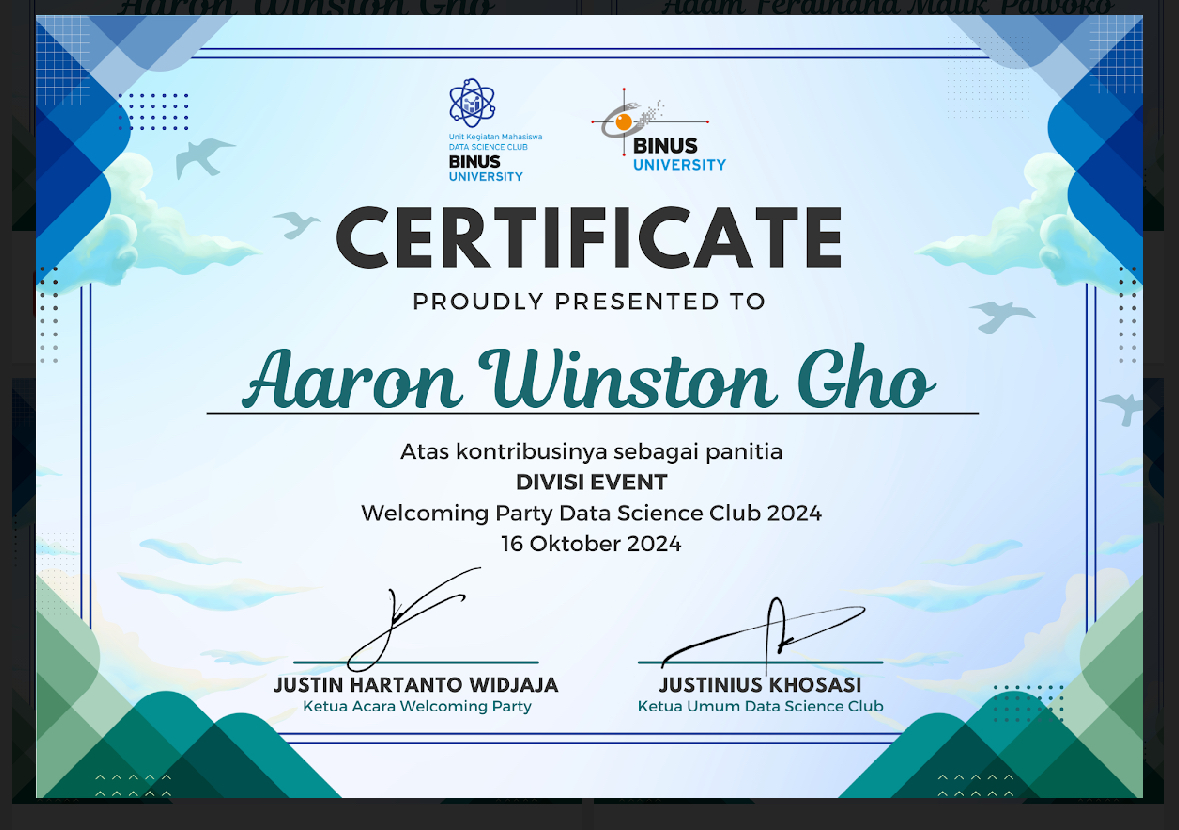 Aaron Winston Gho
Adam Ferdinand Malik Palwoko
Unit Kegiatan Mahasiswa
DATA SCIENCE CLUB
BINUS
UNIVERSITY
BINUS
UNIVERSITY
CERTIFICATE
PROUDLY PRESENTED TO
Aaron Winston Gho
Atas kontribusinya sebagai panitia
DIVISI EVENT
Welcoming Party Data Science Club 2024
16 Oktober 2024
JUSTIN HARTANTO WIDJAJA
Ketua Acara Welcoming Party
JUSTINIUS KHOSASI
Ketua Umum Data Science Club